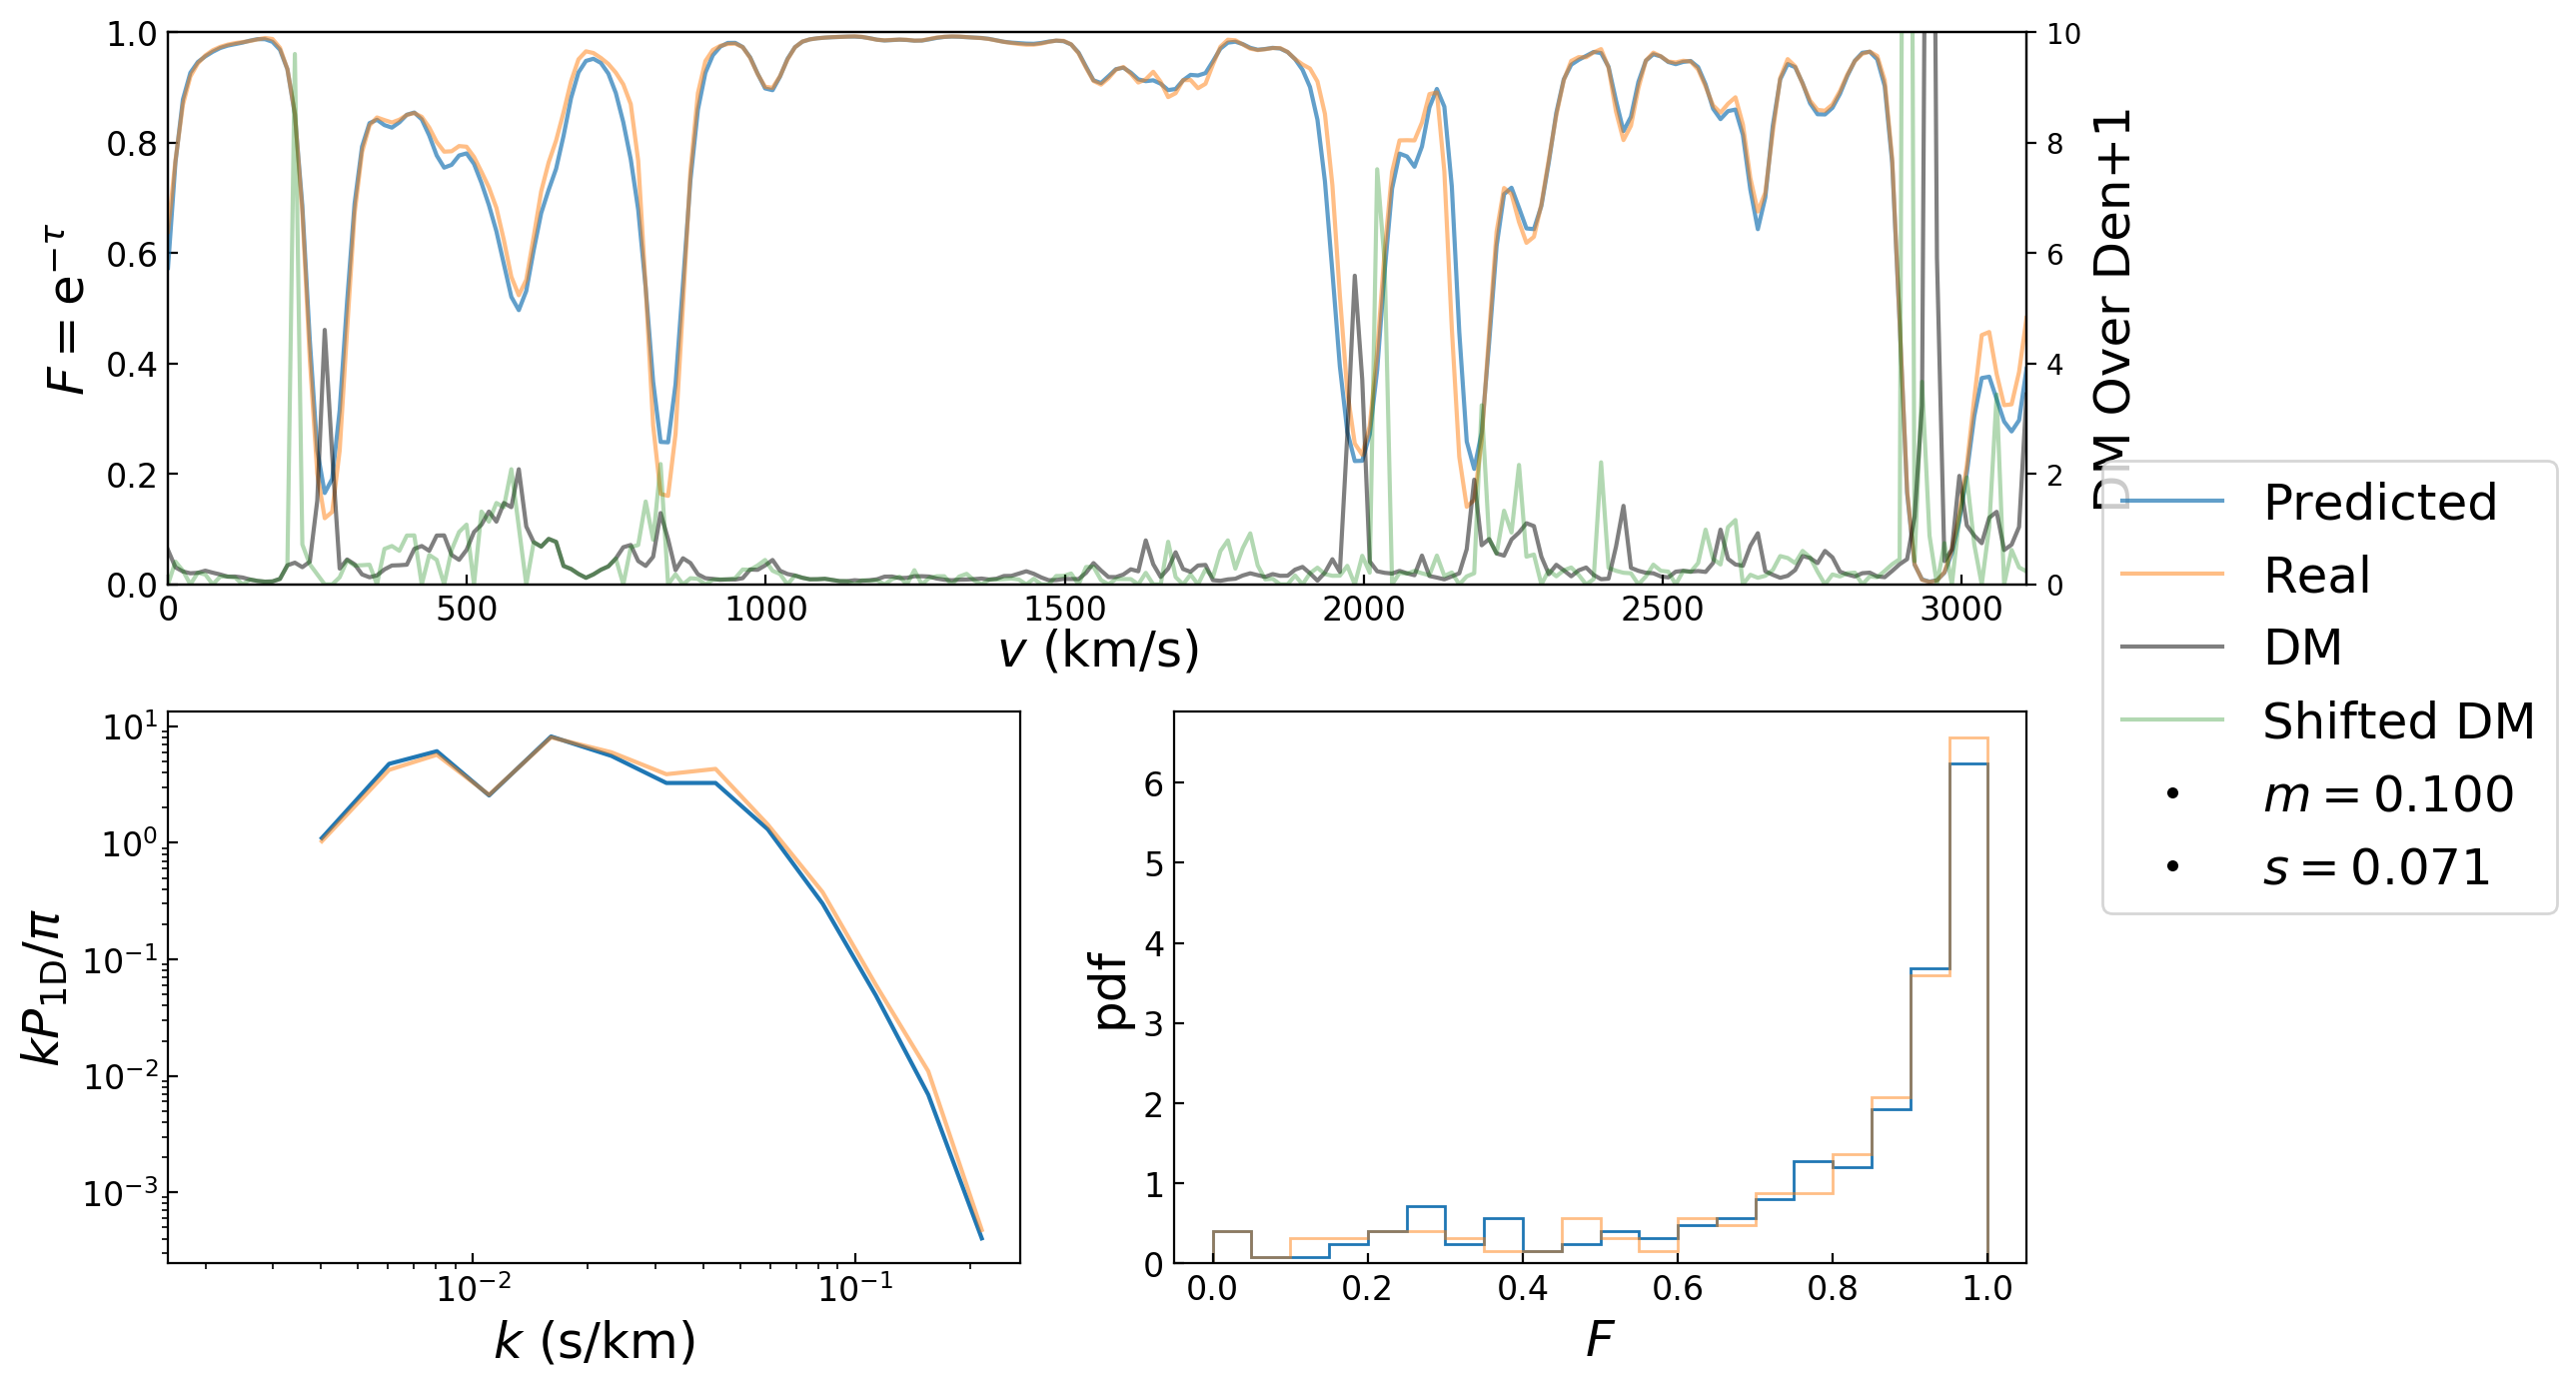 1.0
0.8
0.6
0.4
0.2
0.0
F = e^{-τ}
10
8
6
4
2
0
DM Over Den+1
0 500 1000 1500 2000 2500 3000
v (km/s)
Predicted
Real
DM
Shifted DM
m = 0.100
s = 0.071
10^1
10^0
10^{-1}
10^{-2}
10^{-3}
kP_{1D}/π
10^{-2} 10^{-1}
k (s/km)
6
5
4
3
2
1
0
pdf
0.0 0.2 0.4 0.6 0.8 1.0
F